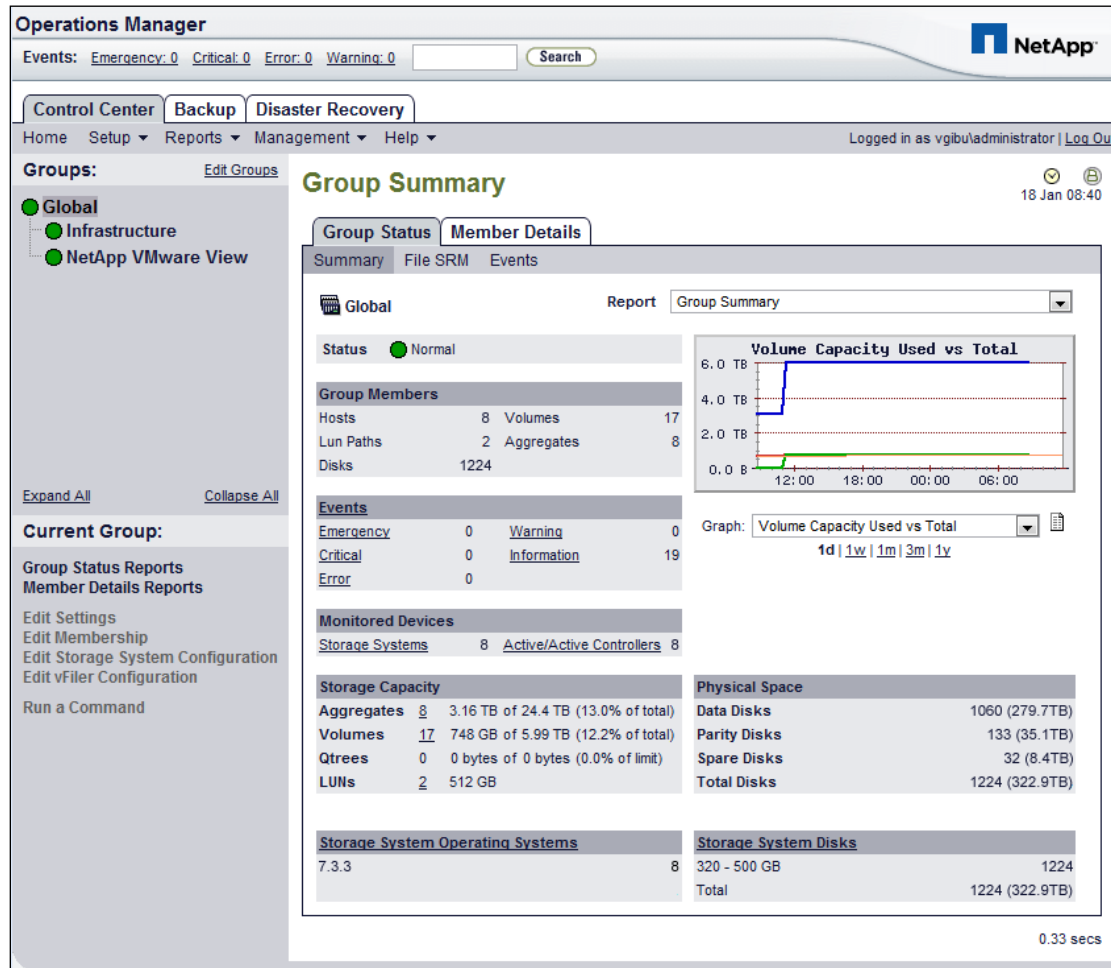 Operations Manager
NetApp
Events: Emergency: 0 Critical: 0 Error: 0 Warning: 0 Search
Control Center Backup Disaster Recovery
Home Setup Reports Management Help Logged in as vgibu\administrator | Log Ou
Groups: Edit Groups
Global
Infrastructure
NetApp VMware View
Expand All Collapse All
Current Group:
Group Status Reports
Member Details Reports
Edit Settings
Edit Membership
Edit Storage System Configuration
Edit vFiler Configuration
Run a Command
Group Summary
18 Jan 08:40
Group Status Member Details
Summary File SRM Events
Global Report Group Summary
Status Normal
Group Members
Hosts 8 Volumes 17
Lun Paths 2 Aggregates 8
Disks 1224
Events
Emergency 0 Warning 0
Critical 0 Information 19
Error 0
Monitored Devices
Storage Systems 8 Active/Active Controllers 8
Volume Capacity Used vs Total
6.0 TB
4.0 TB
2.0 TB
0.0 B
12:00 18:00 00:00 06:00
Graph: Volume Capacity Used vs Total
1d | 1w | 1m | 3m | 1y
Storage Capacity
Aggregates 8 3.16 TB of 24.4 TB (13.0% of total)
Volumes 17 748 GB of 5.99 TB (12.2% of total)
Qtrees 0 0 bytes of 0 bytes (0.0% of limit)
LUNs 2 512 GB
Physical Space
Data Disks 1060 (279.7TB)
Parity Disks 133 (35.1TB)
Spare Disks 32 (8.4TB)
Total Disks 1224 (322.9TB)
Storage System Operating Systems
7.3.3 8
Storage System Disks
320 - 500 GB 1224
Total 1224 (322.9TB)
0.33 secs